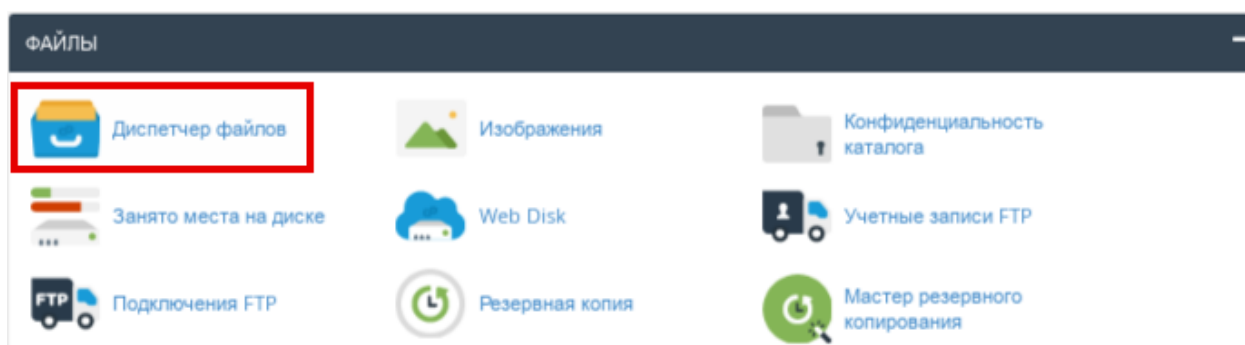 ФАЙЛЫ
Диспетчер файлов
Изображения
Конфиденциальность
каталога
Занято места на диске
Web Disk
Учетные записи FTP
FTP
Подключения FTP
Резервная копия
Мастер резервного
копирования